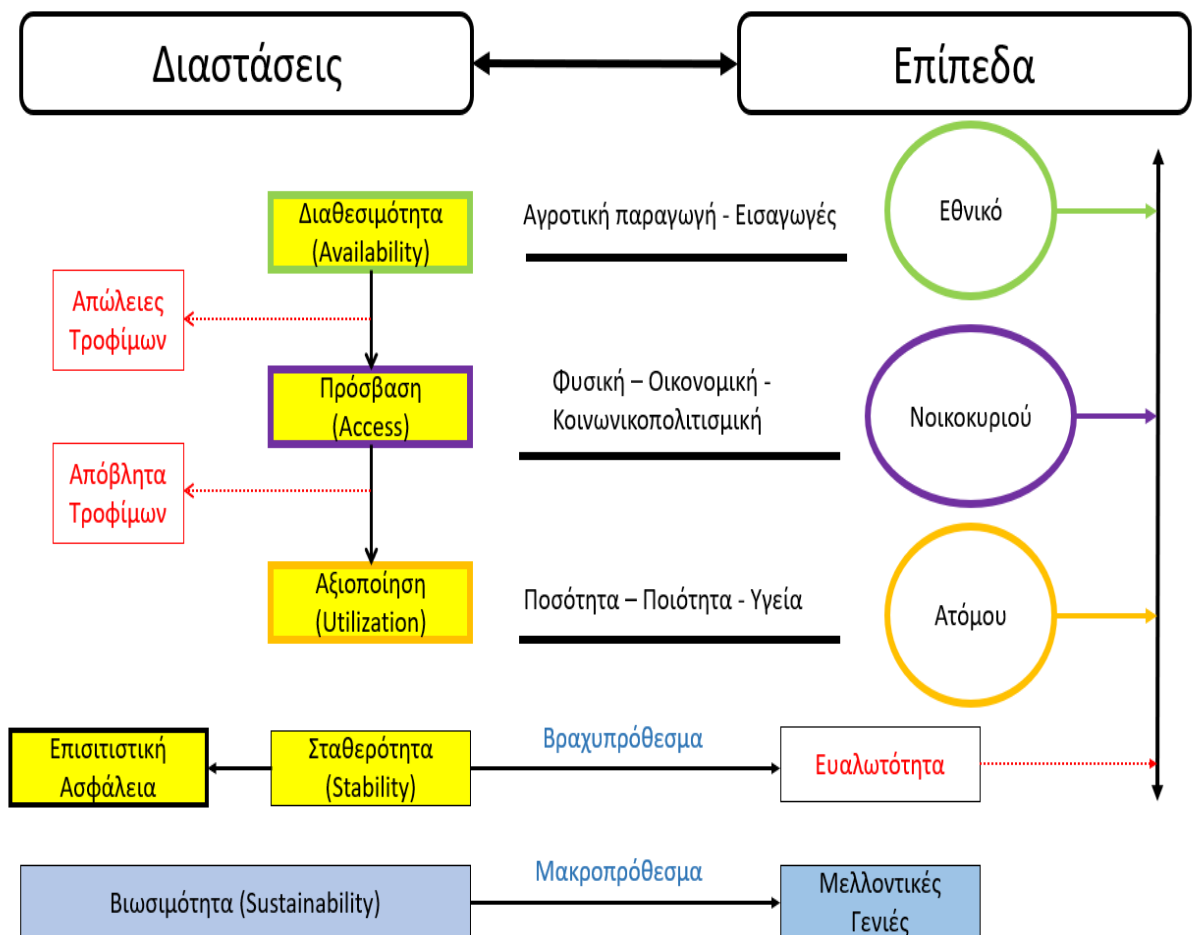 Διαστάσεις
Επίπεδα
Διαθεσιμότητα
(Availability)
Αγροτική παραγωγή - Εισαγωγές
Εθνικό
Απώλειες
Τροφίμων
Πρόσβαση
(Access)
Φυσική – Οικονομική -
Κοινωνικοπολιτισμική
Νοικοκυριού
Απόβλητα
Τροφίμων
Αξιοποίηση
(Utilization)
Ποσότητα – Ποιότητα - Υγεία
Ατόμου
Επισιτιστική
Ασφάλεια
Σταθερότητα
(Stability)
Βραχυπρόθεσμα
Ευαλωτότητα
Βιωσιμότητα (Sustainability)
Μακροπρόθεσμα
Μελλοντικές
Γενιές